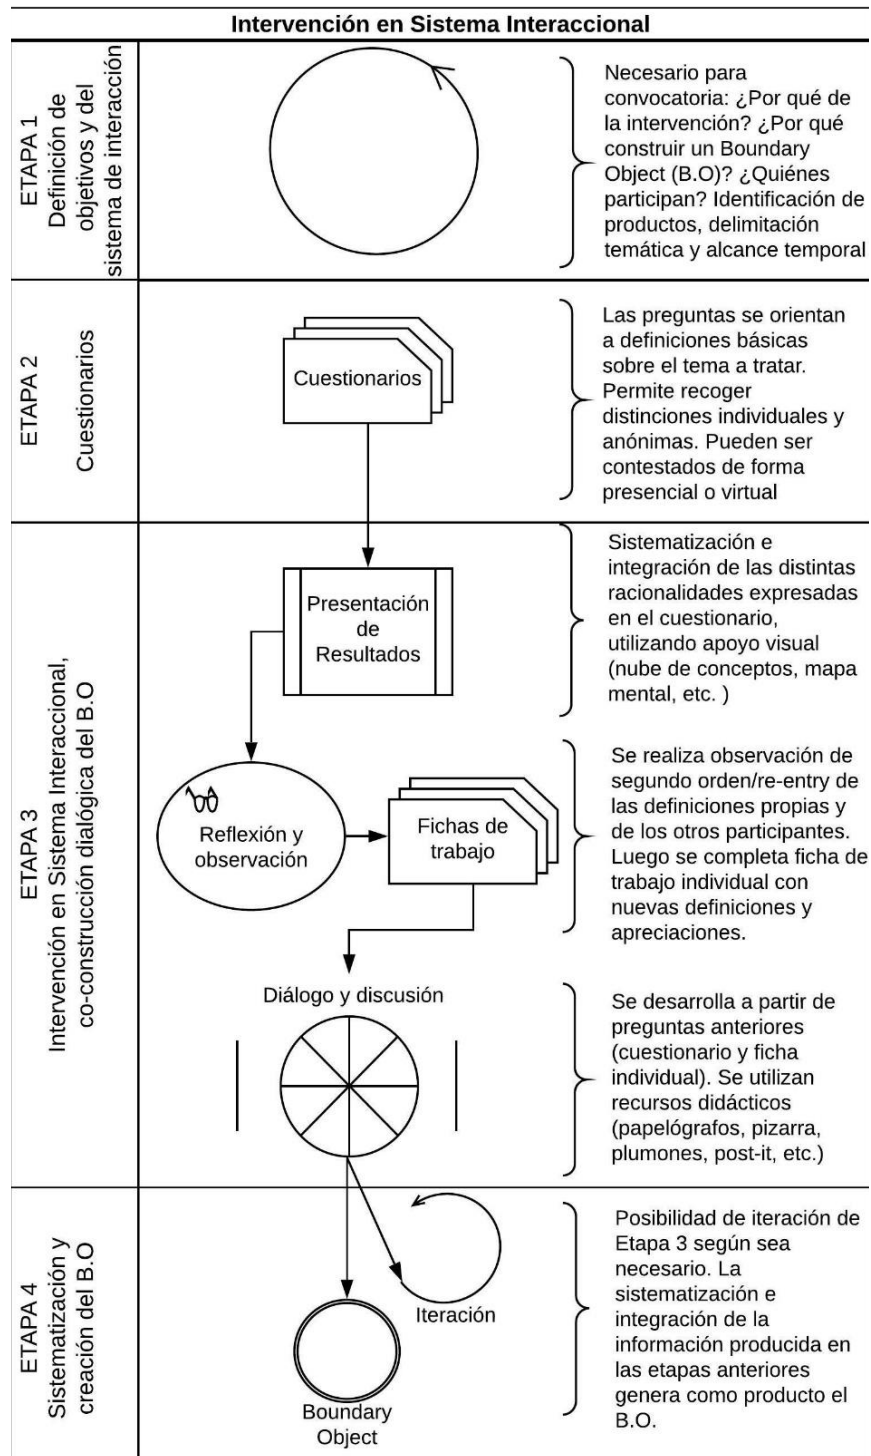 Intervención en Sistema Interaccional
ETAPA 1
Definición de
objetivos y del
sistema de interacción
Necesario para
convocatoria: ¿Por qué de
la intervención? ¿Por qué
construir un Boundary
Object (B.O)? ¿Quiénes
participan? Identificación de
productos, delimitación
temática y alcance temporal
ETAPA 2
Cuestionarios
Cuestionarios
Las preguntas se orientan
a definiciones básicas
sobre el tema a tratar.
Permite recoger
distinciones individuales y
anónimas. Pueden ser
contestados de forma
presencial o virtual
ETAPA 3
Intervención en Sistema Interaccional,
co-construcción dialógica del B.O
Presentación
de
Resultados
Sistematización e
integración de las distintas
racionalidades expresadas
en el cuestionario,
utilizando apoyo visual
(nube de conceptos, mapa
mental, etc. )
Reflexión y
observación
Fichas de
trabajo
Se realiza observación de
segundo orden/re-entry de
las definiciones propias y
de los otros participantes.
Luego se completa ficha de
trabajo individual con
nuevas definiciones y
apreciaciones.
Diálogo y discusión
Se desarrolla a partir de
preguntas anteriores
(cuestionario y ficha
individual). Se utilizan
recursos didácticos
(papelógrafos, pizarra,
plumones, post-it, etc.)
ETAPA 4
Sistematización y
creación del B.O
Iteración
Boundary
Object
Posibilidad de iteración de
Etapa 3 según sea
necesario. La
sistematización e
integración de la
información producida en
las etapas anteriores
genera como producto el
B.O.